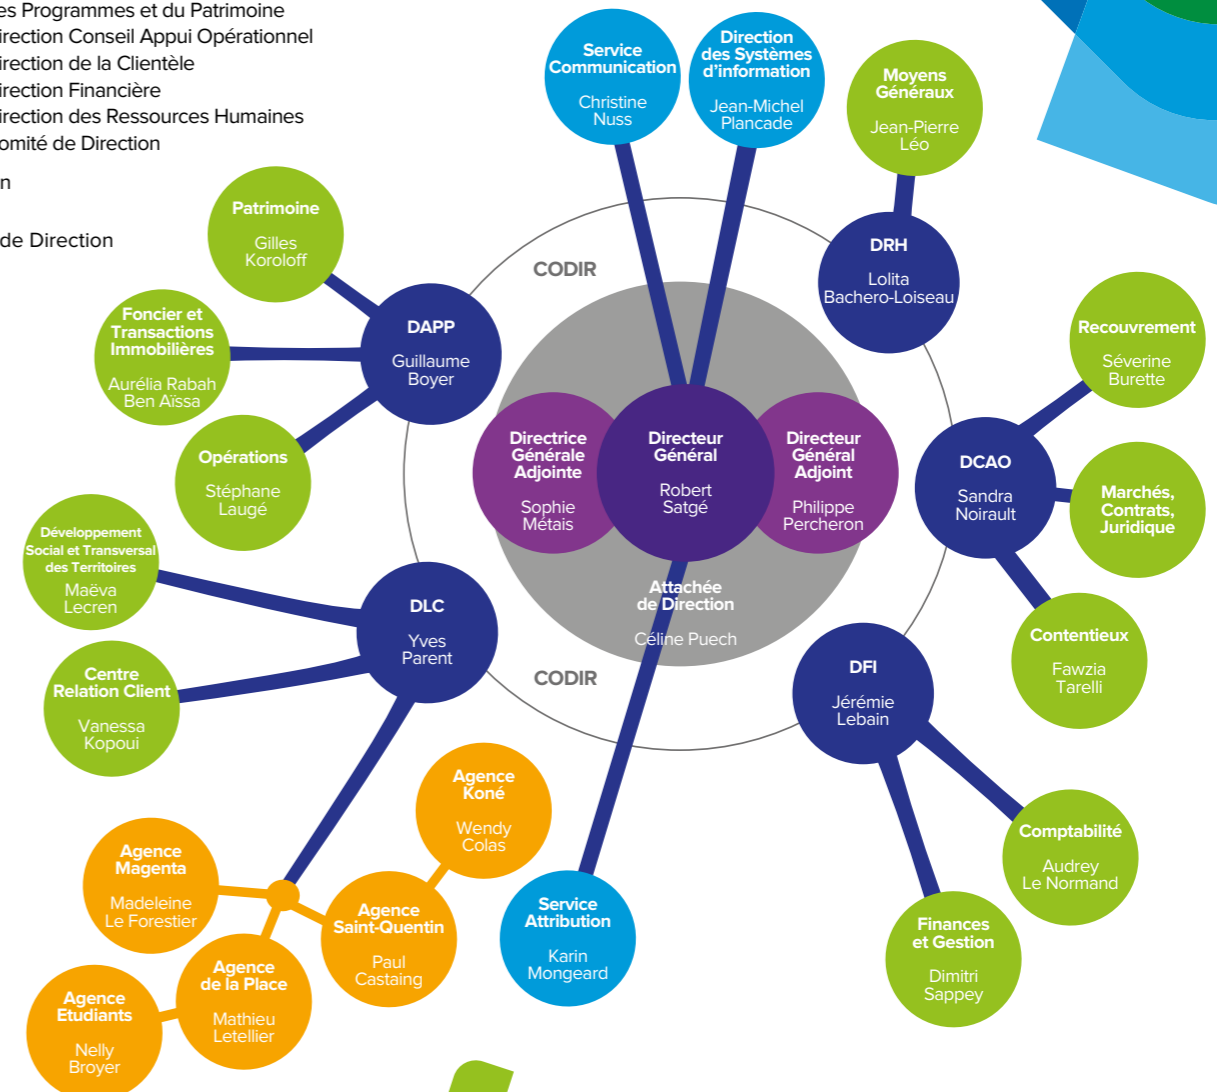 es Programmes et du Patrimoine
irection Conseil Appui Opérationnel
irection de la Clientèle
irection Financière
irection des Ressources Humaines
omité de Direction
n
de Direction
Service
Communication
Christine
Nuss
Direction
des Systèmes
d'information
Jean-Michel
Plancade
Moyens
Généraux
Jean-Pierre
Léo
Patrimoine
Gilles
Koroloff
CODIR
DRH
Lolita
Bachero-Loiseau
Foncier et
Transactions
Immobilières
Aurélia Rabah
Ben Aïssa
DAPP
Guillaume
Boyer
Recouvrement
Séverine
Burette
Opérations
Stéphane
Laugé
Directrice
Générale
Adjointe
Sophie
Métais
Directeur
Général
Robert
Satgé
Directeur
Général
Adjoint
Philippe
Percheron
DCAO
Sandra
Noirault
Marchés,
Contrats,
Juridique
Développement
Social et Transversal
des Territoires
Maëva
Lecren
DLC
Yves
Parent
Attachée
de Direction
Céline Puech
Contentieux
Fawzia
Tarelli
Centre
Relation Client
Vanessa
Kopoui
CODIR
DFI
Jérémie
Lebain
Agence
Koné
Wendy
Colas
Comptabilité
Audrey
Le Normand
Agence
Magenta
Madeleine
Le Forestier
Agence
Saint-Quentin
Paul
Castaing
Service
Attribution
Karin
Mongeard
Finances
et Gestion
Dimitri
Sappey
Agence
de la Place
Mathieu
Letellier
Agence
Etudiants
Nelly
Broyer